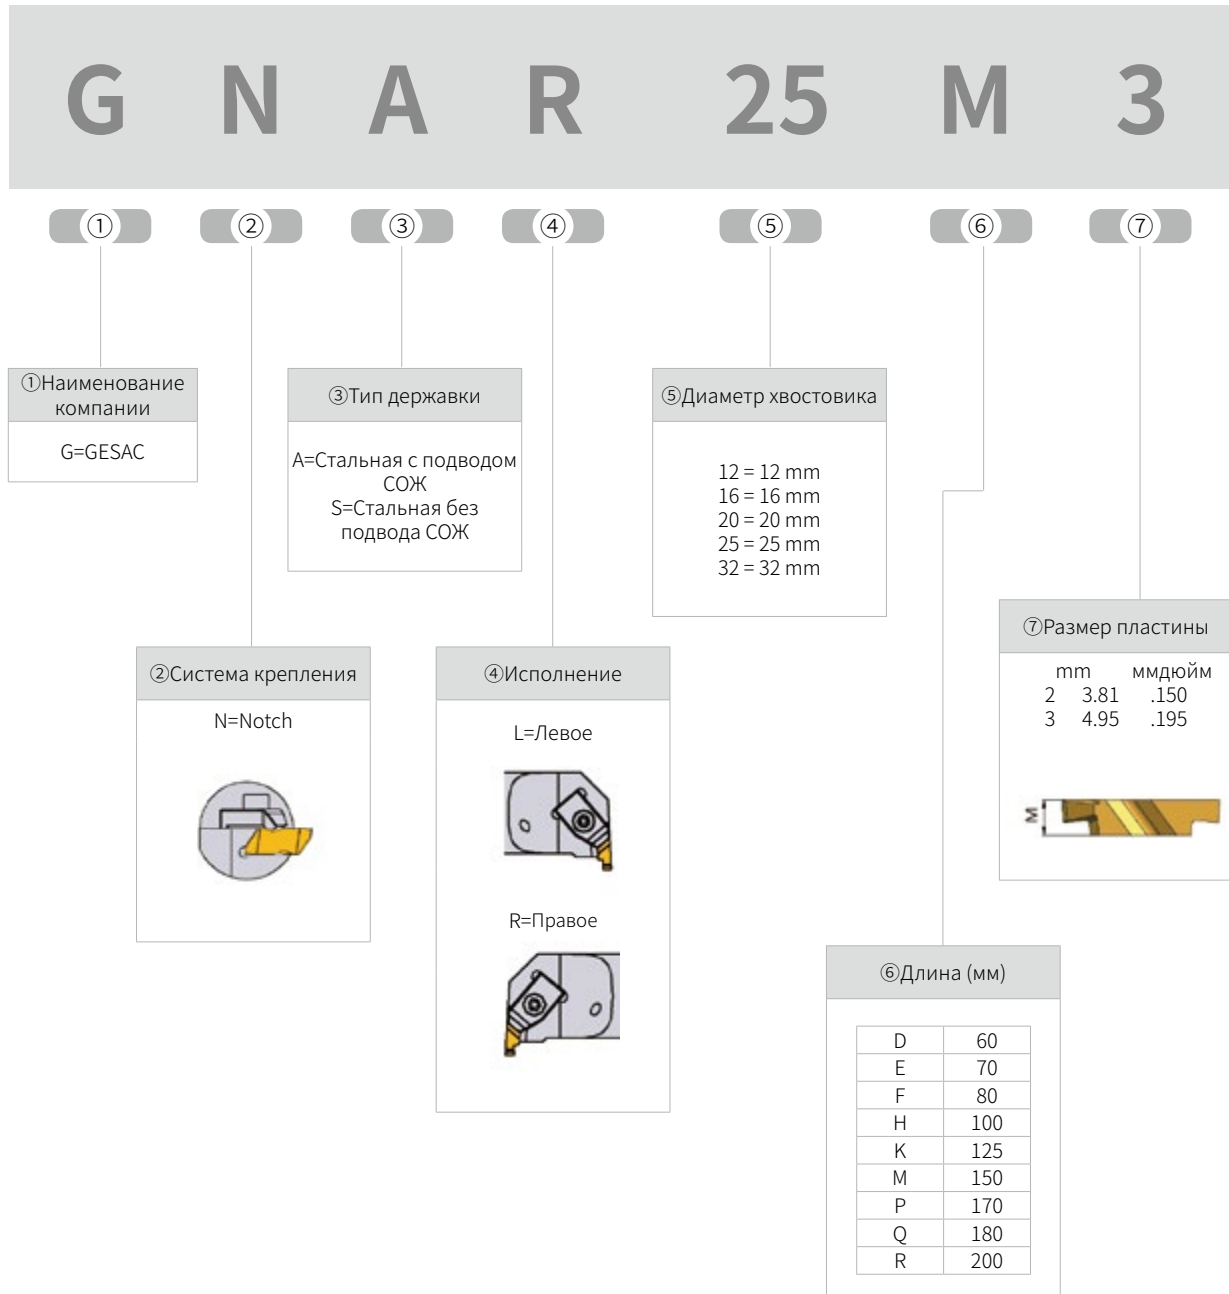 G N A R 25 M 3
① ② ③ ④ ⑤ ⑥ ⑦
①Наименование
компании
G=GESAC
③Тип державки
A=Стальная с подводом
СОЖ
S=Стальная без
подвода СОЖ
⑤Диаметр хвостовика
12 = 12 mm
16 = 16 mm
20 = 20 mm
25 = 25 mm
32 = 32 mm
②Система крепления
N=Notch
④Исполнение
L=Левое
R=Правое
⑦Размер пластины
mm ммдюйм
2 3.81 .150
3 4.95 .195
M
⑥Длина (мм)
D 60
E 70
F 80
H 100
K 125
M 150
P 170
Q 180
R 200